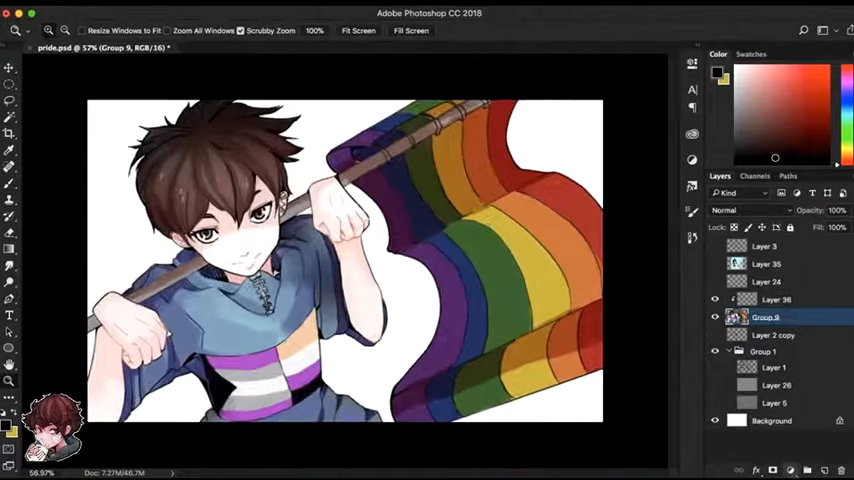 Adobe Photoshop CC 2018
Resize Windows to Fit Zoom All Windows Scrubby Zoom 100% Fit Screen Fill Screen
pride.psd @ 57% (Group 9, RGB/16) *
Color Swatches
Layers Channels Paths
Kind
Normal Opacity: 100%
Lock: Fill: 100%
Layer 3
Layer 35
Layer 24
Layer 36
Group 9
Layer 2 copy
Group 1
Layer 1
Layer 26
Layer 5
Background
56.97% Doc: 7.27M/46.7M